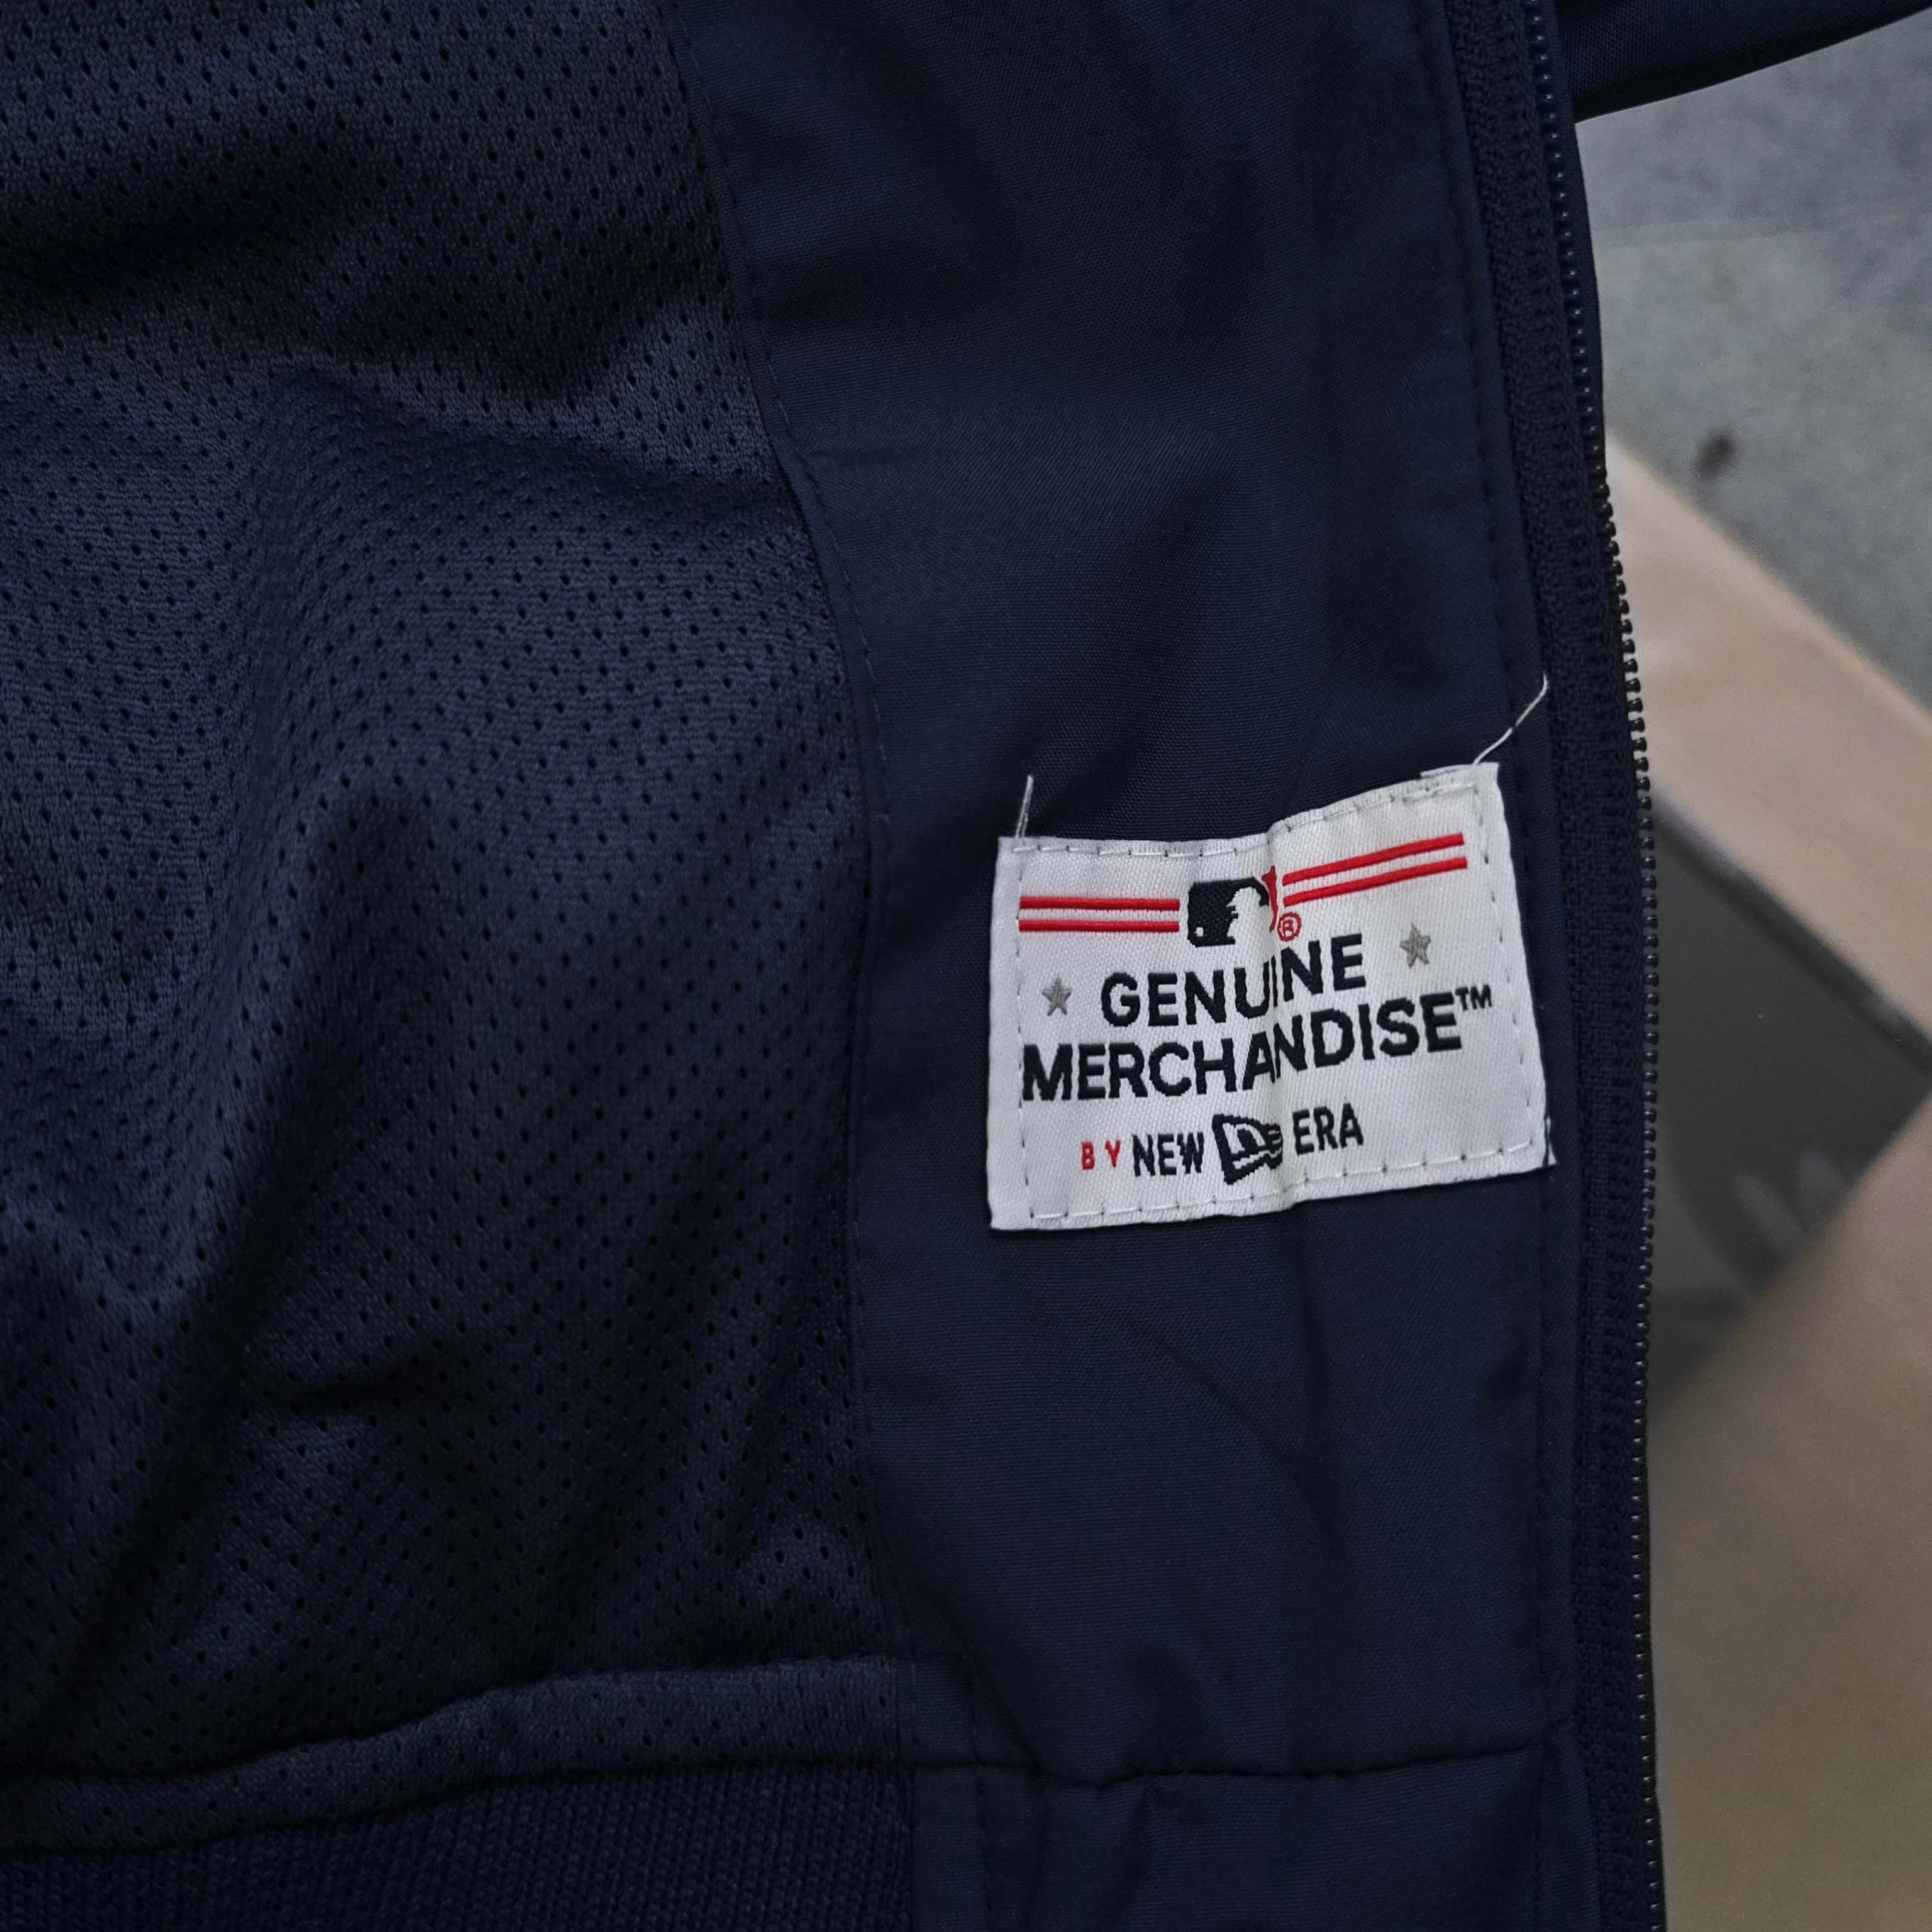 ®
GENUINE
MERCHANDISE™
BY NEW ERA